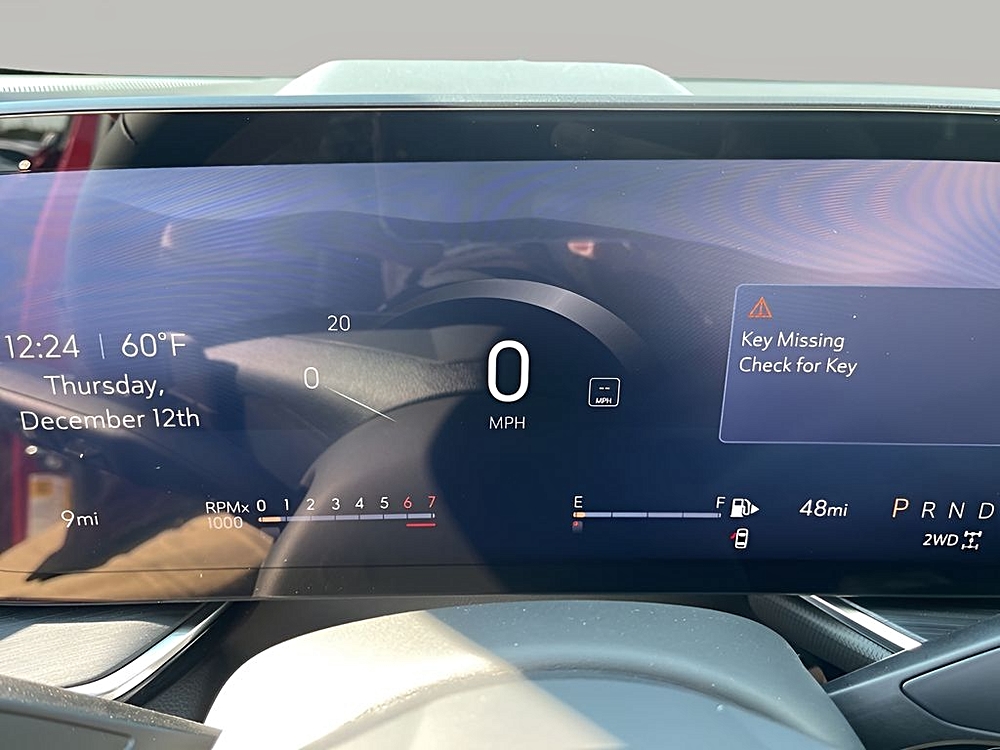 20
12:24 | 60°F
0
0
Key Missing
Check for Key
Thursday,
December 12th
--
MPH
MPH
9mi
RPMx
1000
0 1 2 3 4 5 6 7
E F
48mi
P R N D
2WD